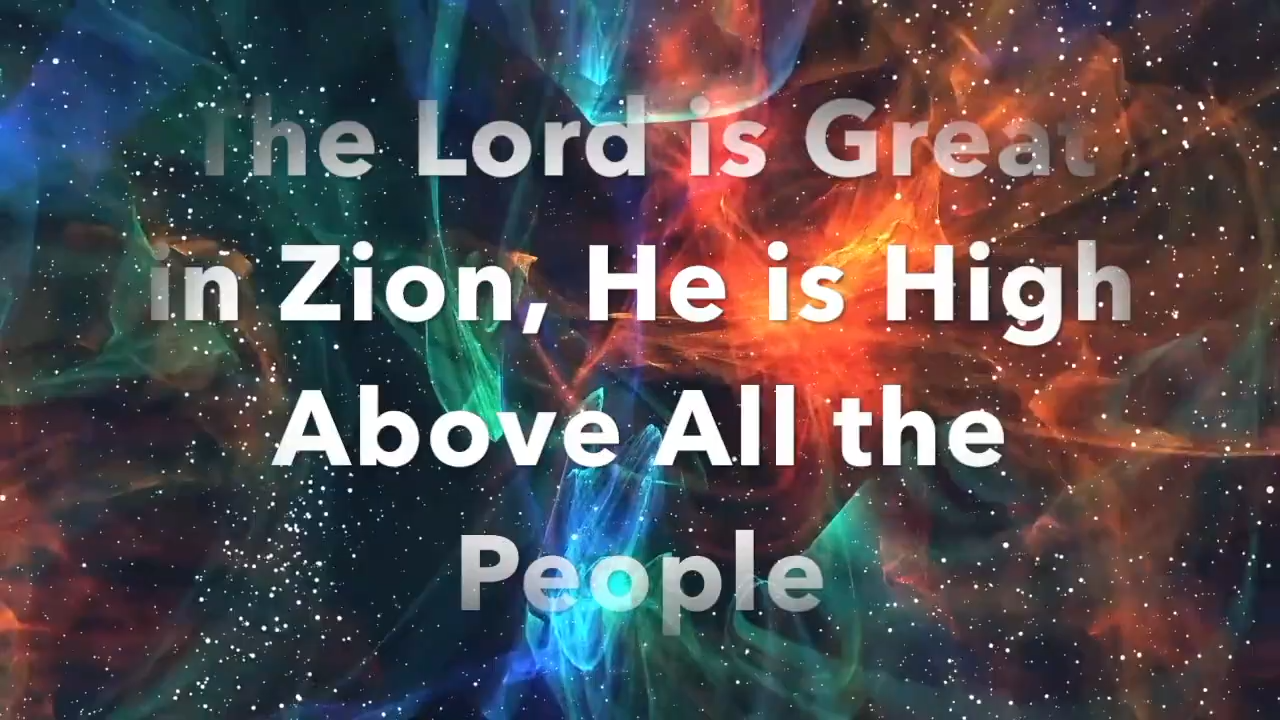 The Lord is Great
in Zion, He is High
Above All the
People